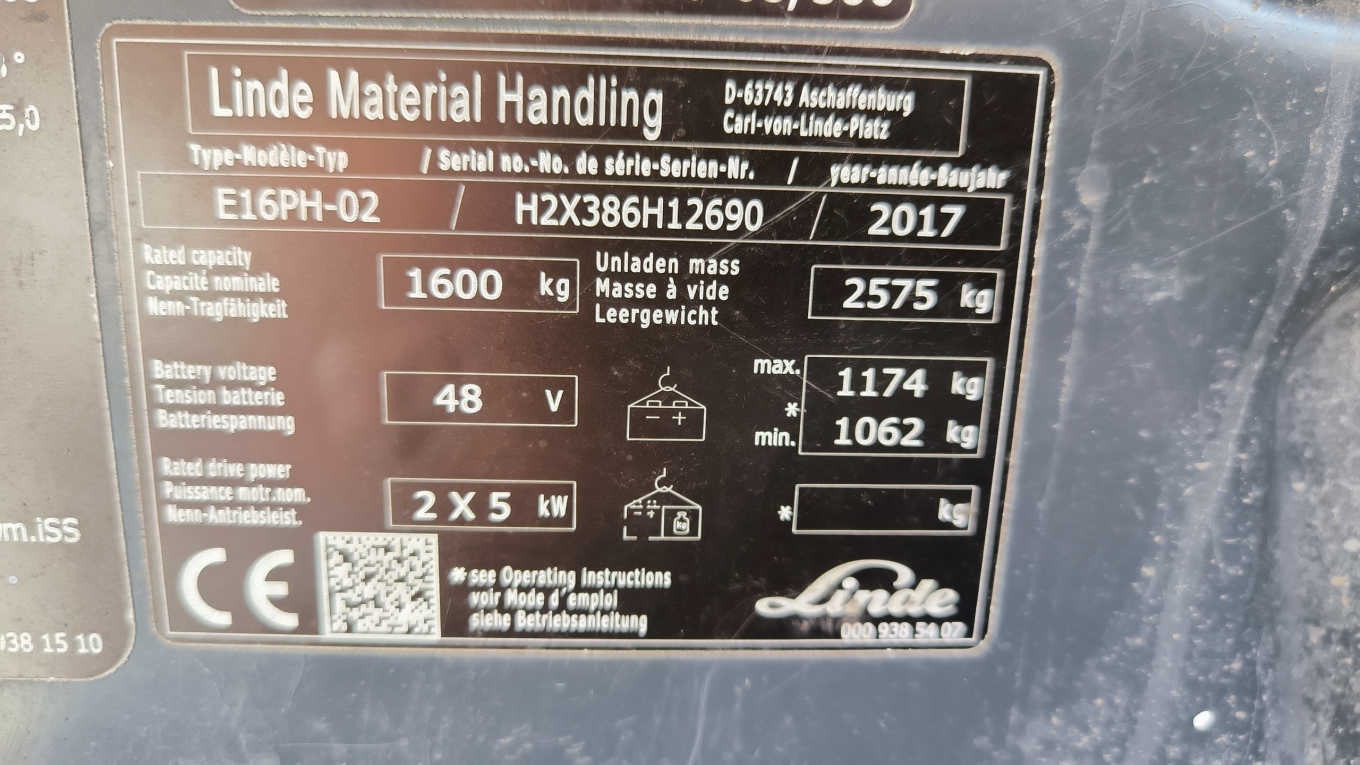 Linde Material Handling
D-63743 Aschaffenburg
Carl-von-Linde-Platz
Type-Modèle-Typ / Serial no.-No. de série-Serien-Nr. / year-année-Baujahr
E16PH-02 / H2X386H12690 / 2017
Rated capacity
Capacité nominale
Nenn-Tragfähigkeit
1600 kg
Unladen mass
Masse à vide
Leergewicht
2575 kg
Battery voltage
Tension batterie
Batteriespannung
48 V
- +
max.
*
min.
1174 kg
1062 kg
Rated drive power
Puissance motr.nom.
Nenn-Antriebsleist.
2 X 5 kW
- +
kg
* kg
CE
* see Operating instructions
voir Mode d'emploi
siehe Betriebsanleitung
Linde
000 938 54 07
5,0
m.iSS
38 15 10